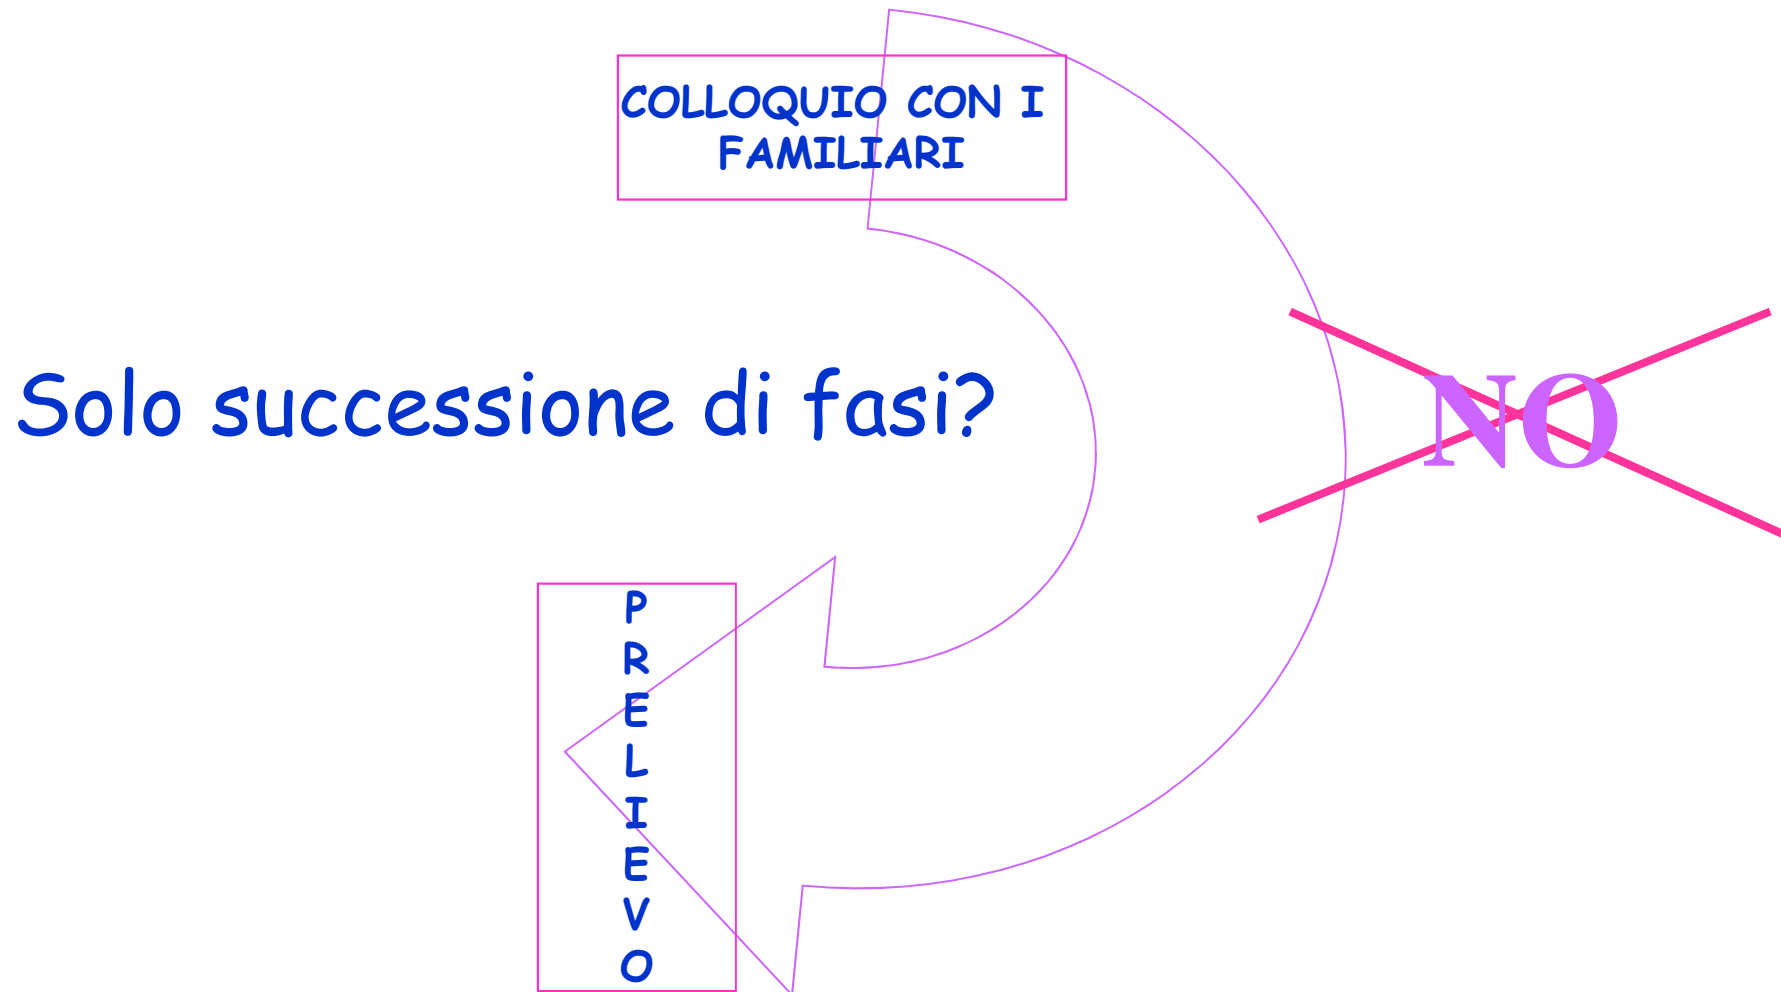 COLLOQUIO CON I
FAMILIARI
Solo successione di fasi?
NO
P
R
E
L
I
E
V
O